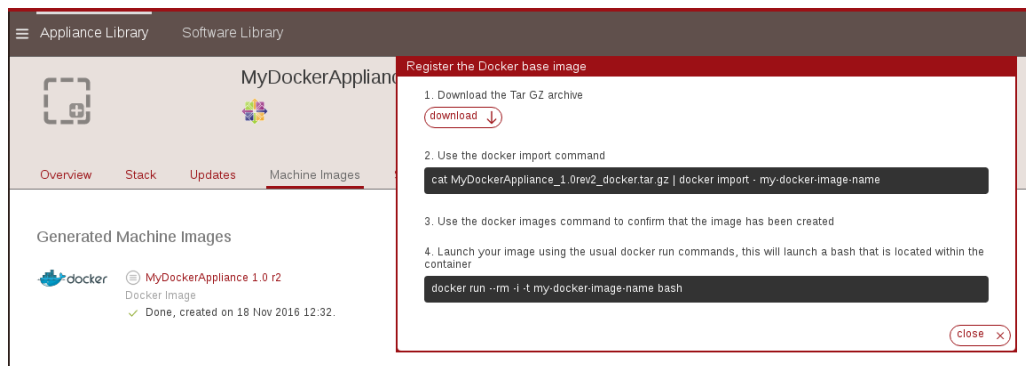 Appliance Library
Software Library
MyDockerApplianc
Overview
Stack
Updates
Machine Images
Generated Machine Images
docker
MyDockerAppliance 1.0 r2
Docker Image
Done, created on 18 Nov 2016 12:32.
Register the Docker base image
1. Download the Tar GZ archive
download
2. Use the docker import command
cat MyDockerAppliance_1.0rev2_docker.tar.gz | docker import - my-docker-image-name
3. Use the docker images command to confirm that the image has been created
4. Launch your image using the usual docker run commands, this will launch a bash that is located within the
container
docker run --rm -i -t my-docker-image-name bash
close